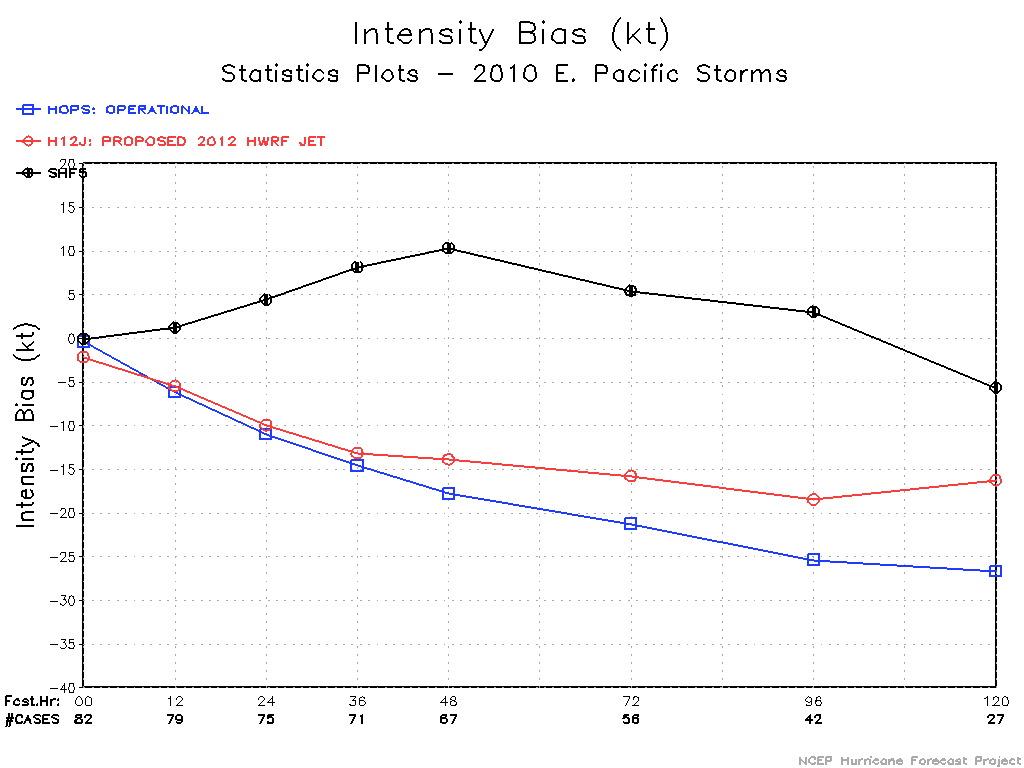 Intensity Bias (kt)
Statistics Plots - 2010 E. Pacific Storms
HOPS: OPERATIONAL
H12J: PROPOSED 2012 HWRF JET
SHF5
20
15
10
5
0
-5
-10
-15
-20
-25
-30
-35
-40
Intensity Bias (kt)
Fcst.Hr: 00 12 24 36 48 72 96 120
#CASES 82 79 75 71 67 56 42 27
NCEP Hurricane Forecast Project